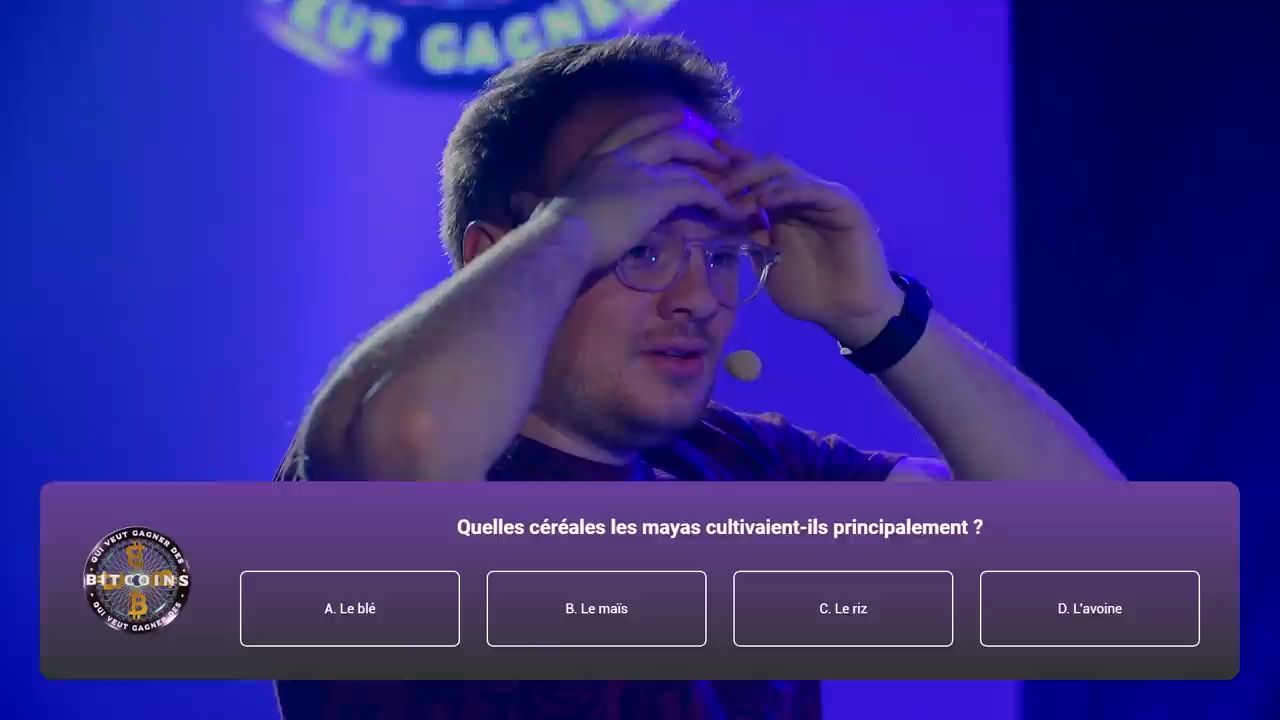 VEUT GAGNE
Quelles céréales les mayas cultivaient-ils principalement ?
QUI VEUT GAGNER DES
BITCOINS
QUI VEUT GAGNER DES
A. Le blé
B. Le maïs
C. Le riz
D. L'avoine